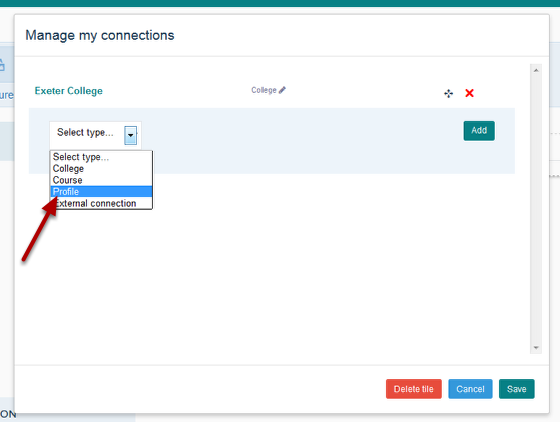 Manage my connections
ure
Exeter College
College
Select type...
Add
Select type...
College
Course
Profile
External connection
Delete tile
Cancel
Save
ON